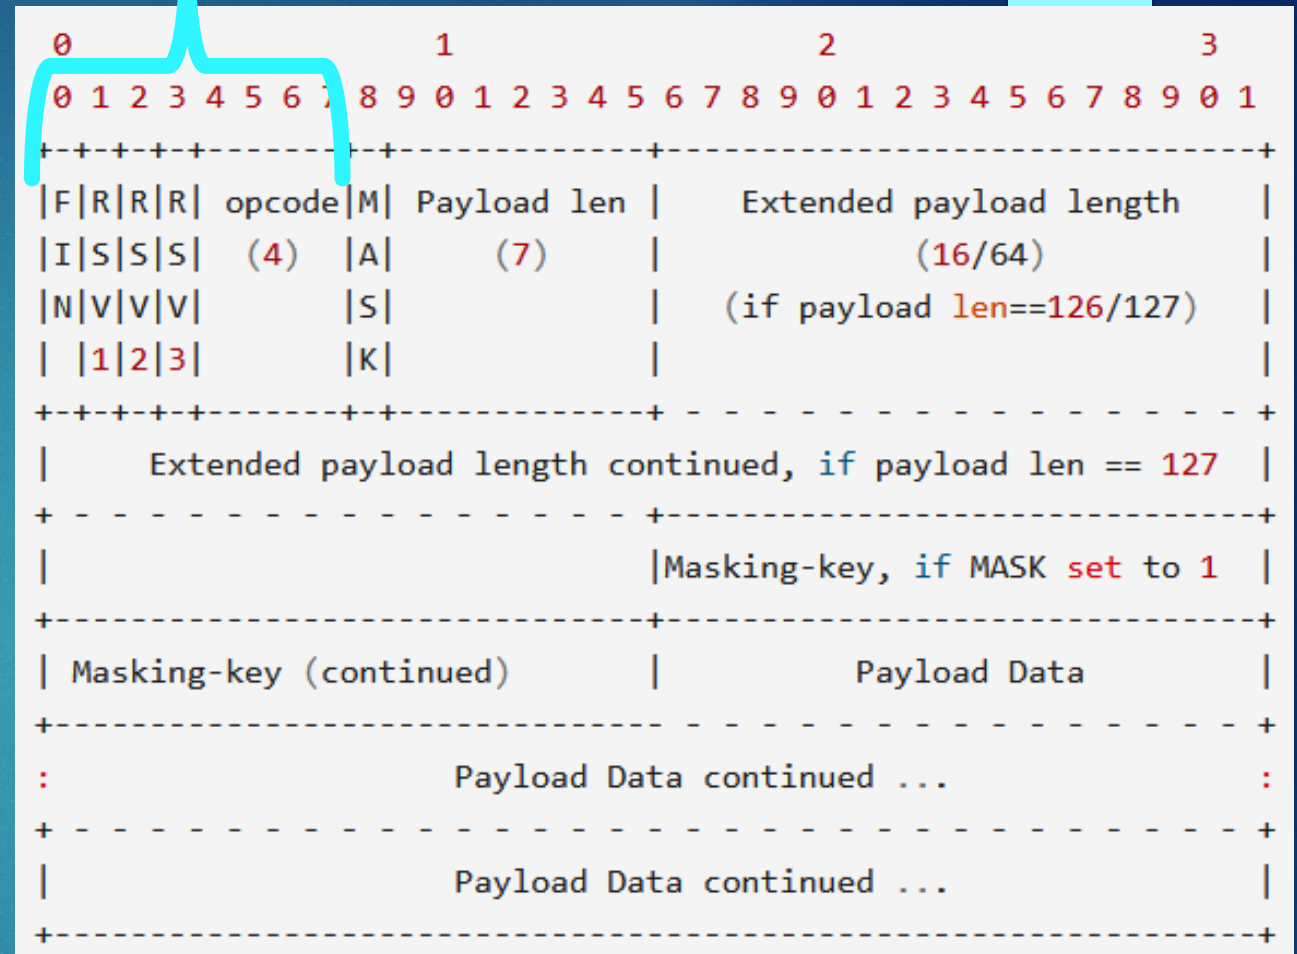 0 1 2 3
0 1 2 3 4 5 6 7 8 9 0 1 2 3 4 5 6 7 8 9 0 1 2 3 4 5 6 7 8 9 0 1
+-+-+-+-+-------+-+-------------+-------------------------------+
|F|R|R|R| opcode|M| Payload len | Extended payload length |
|I|S|S|S| (4) |A| (7) | (16/64) |
|N|V|V|V| |S| | (if payload len==126/127) |
| |1|2|3| |K| | |
+-+-+-+-+-------+-+-------------+ - - - - - - - - - - - - - - - +
| Extended payload length continued, if payload len == 127 |
+ - - - - - - - - - - - - - - - +-------------------------------+
| |Masking-key, if MASK set to 1 |
+-------------------------------+-------------------------------+
| Masking-key (continued) | Payload Data |
+-------------------------------- - - - - - - - - - - - - - - - +
: Payload Data continued ... :
+ - - - - - - - - - - - - - - - - - - - - - - - - - - - - - - - +
| Payload Data continued ... |
+---------------------------------------------------------------+